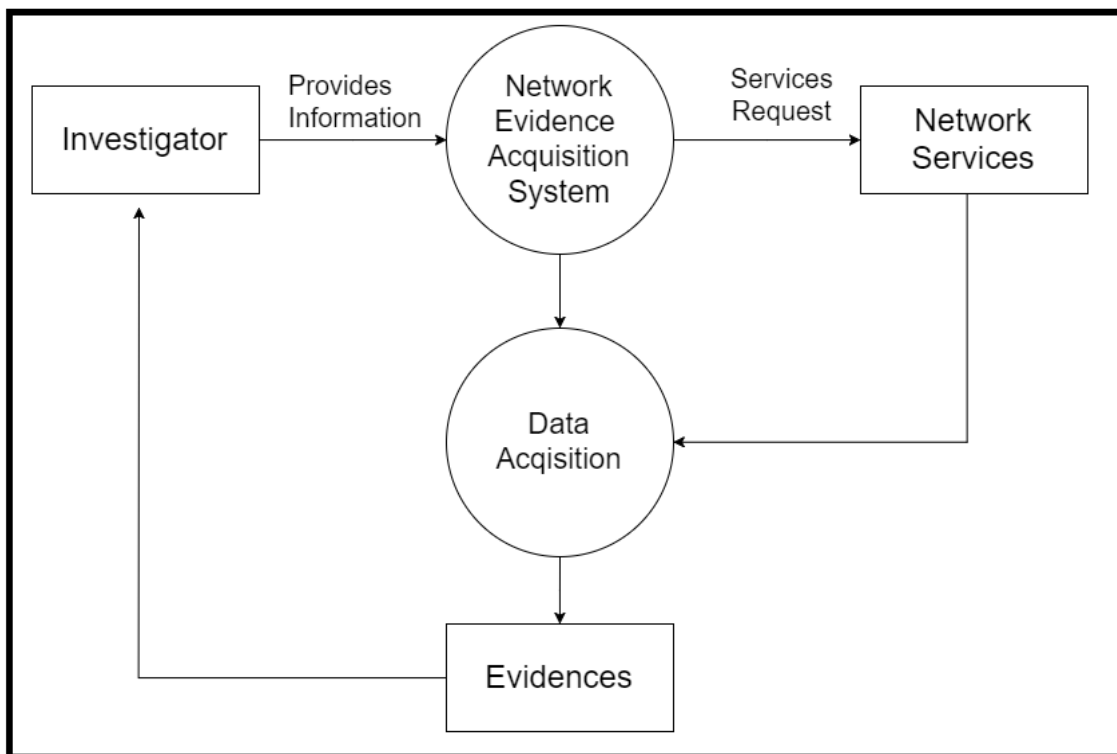 Investigator
Provides
Information
Network
Evidence
Acquisition
System
Services
Request
Network
Services
Data
Acqisition
Evidences